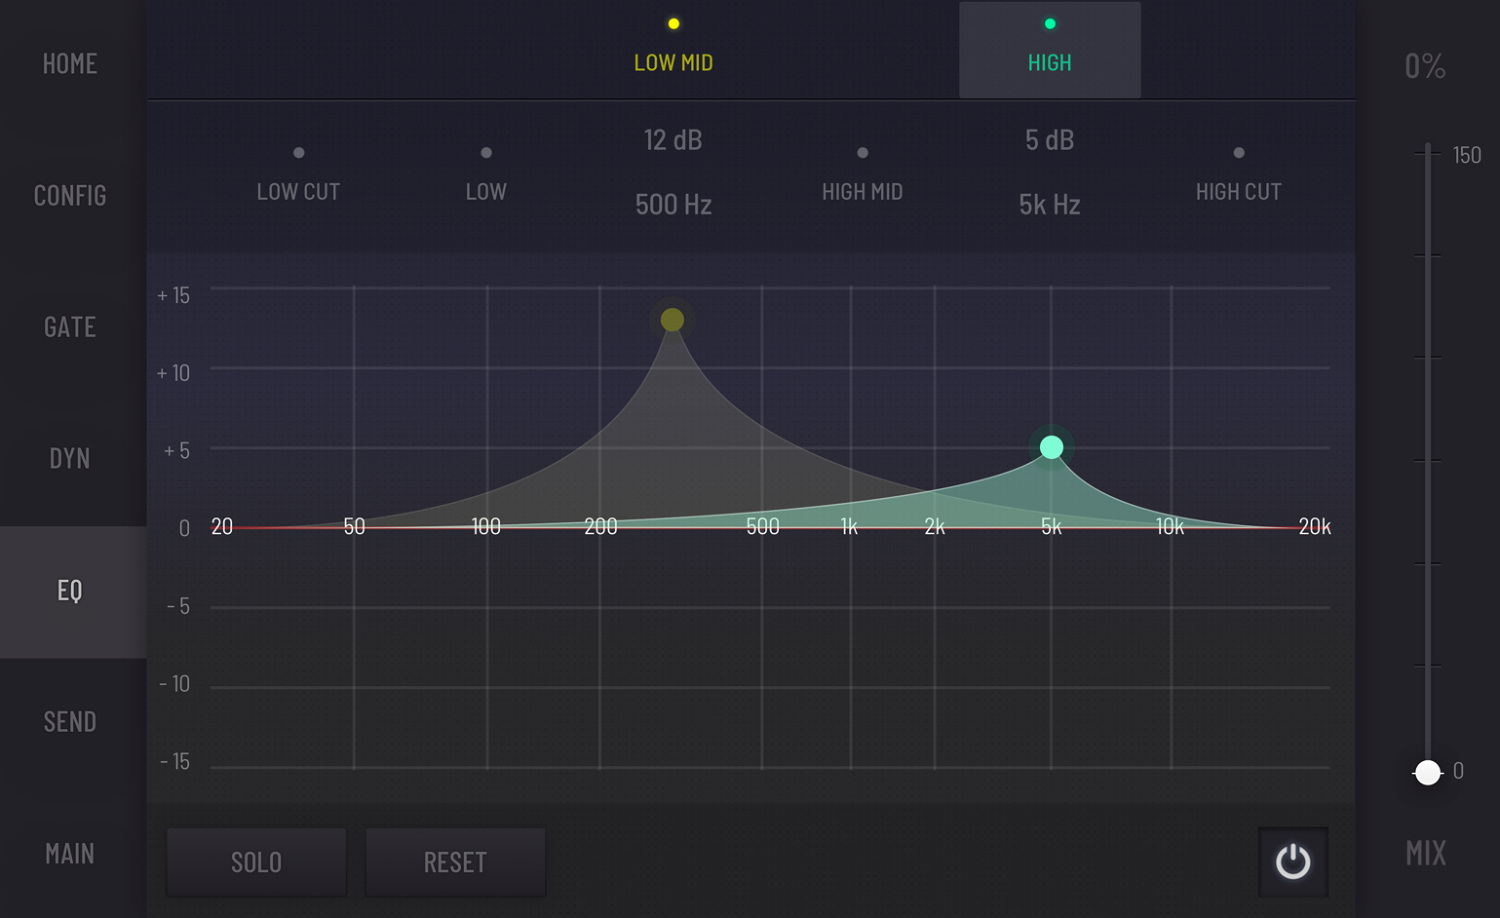 HOME
CONFIG
GATE
DYN
EQ
SEND
MAIN
LOW MID
HIGH
LOW CUT
LOW
12 dB
500 Hz
HIGH MID
5 dB
5k Hz
HIGH CUT
+ 15
+ 10
+ 5
0
- 5
- 10
- 15
20 50 100 200 500 1k 2k 5k 10k 20k
SOLO
RESET
0%
150
0
MIX